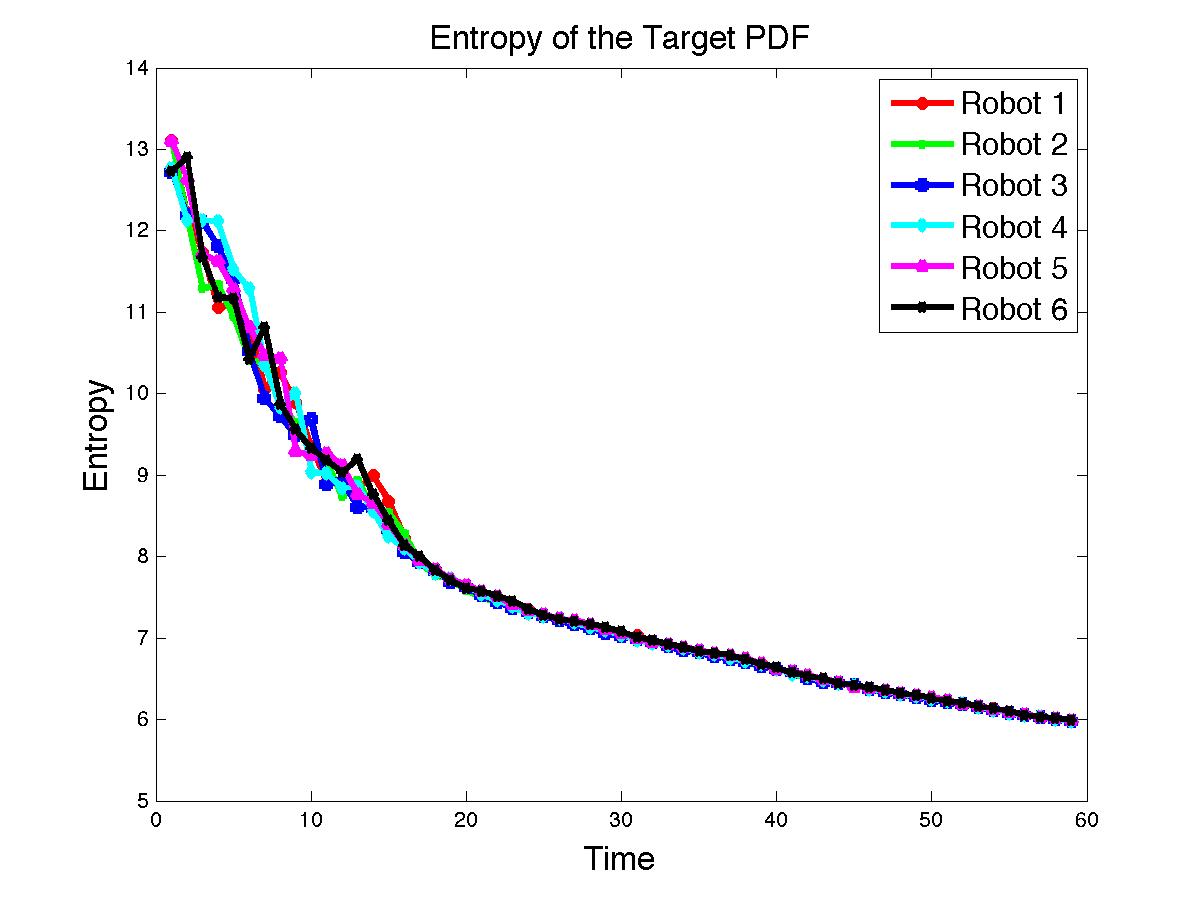 Entropy of the Target PDF
14
13
12
11
10
9
8
7
6
5
Entropy
0 10 20 30 40 50 60
Time
Robot 1
Robot 2
Robot 3
Robot 4
Robot 5
Robot 6